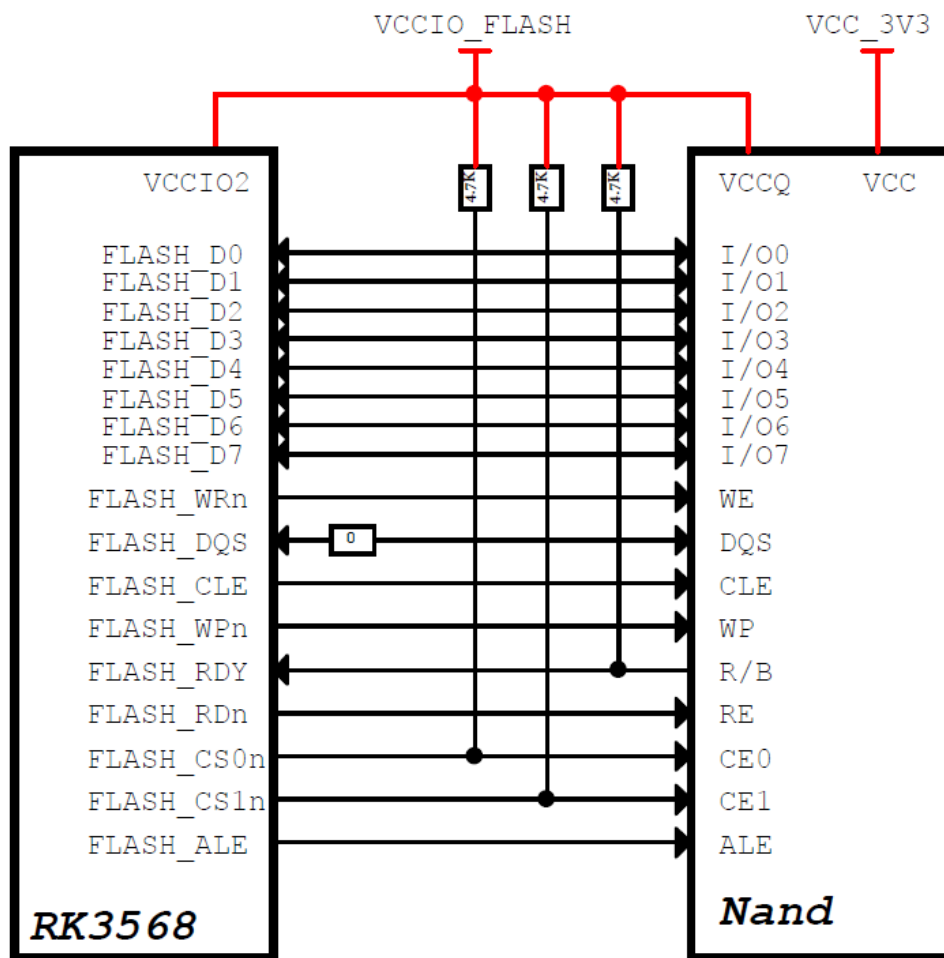 VCCIO_FLASH VCC_3V3
VCCIO2 4.7K 4.7K 4.7K VCCQ VCC
FLASH_D0 I/O0
FLASH_D1 I/O1
FLASH_D2 I/O2
FLASH_D3 I/O3
FLASH_D4 I/O4
FLASH_D5 I/O5
FLASH_D6 I/O6
FLASH_D7 I/O7
FLASH_WRn WE
FLASH_DQS 0 DQS
FLASH_CLE CLE
FLASH_WPn WP
FLASH_RDY R/B
FLASH_RDn RE
FLASH_CS0n CE0
FLASH_CS1n CE1
FLASH_ALE ALE
RK3568 Nand